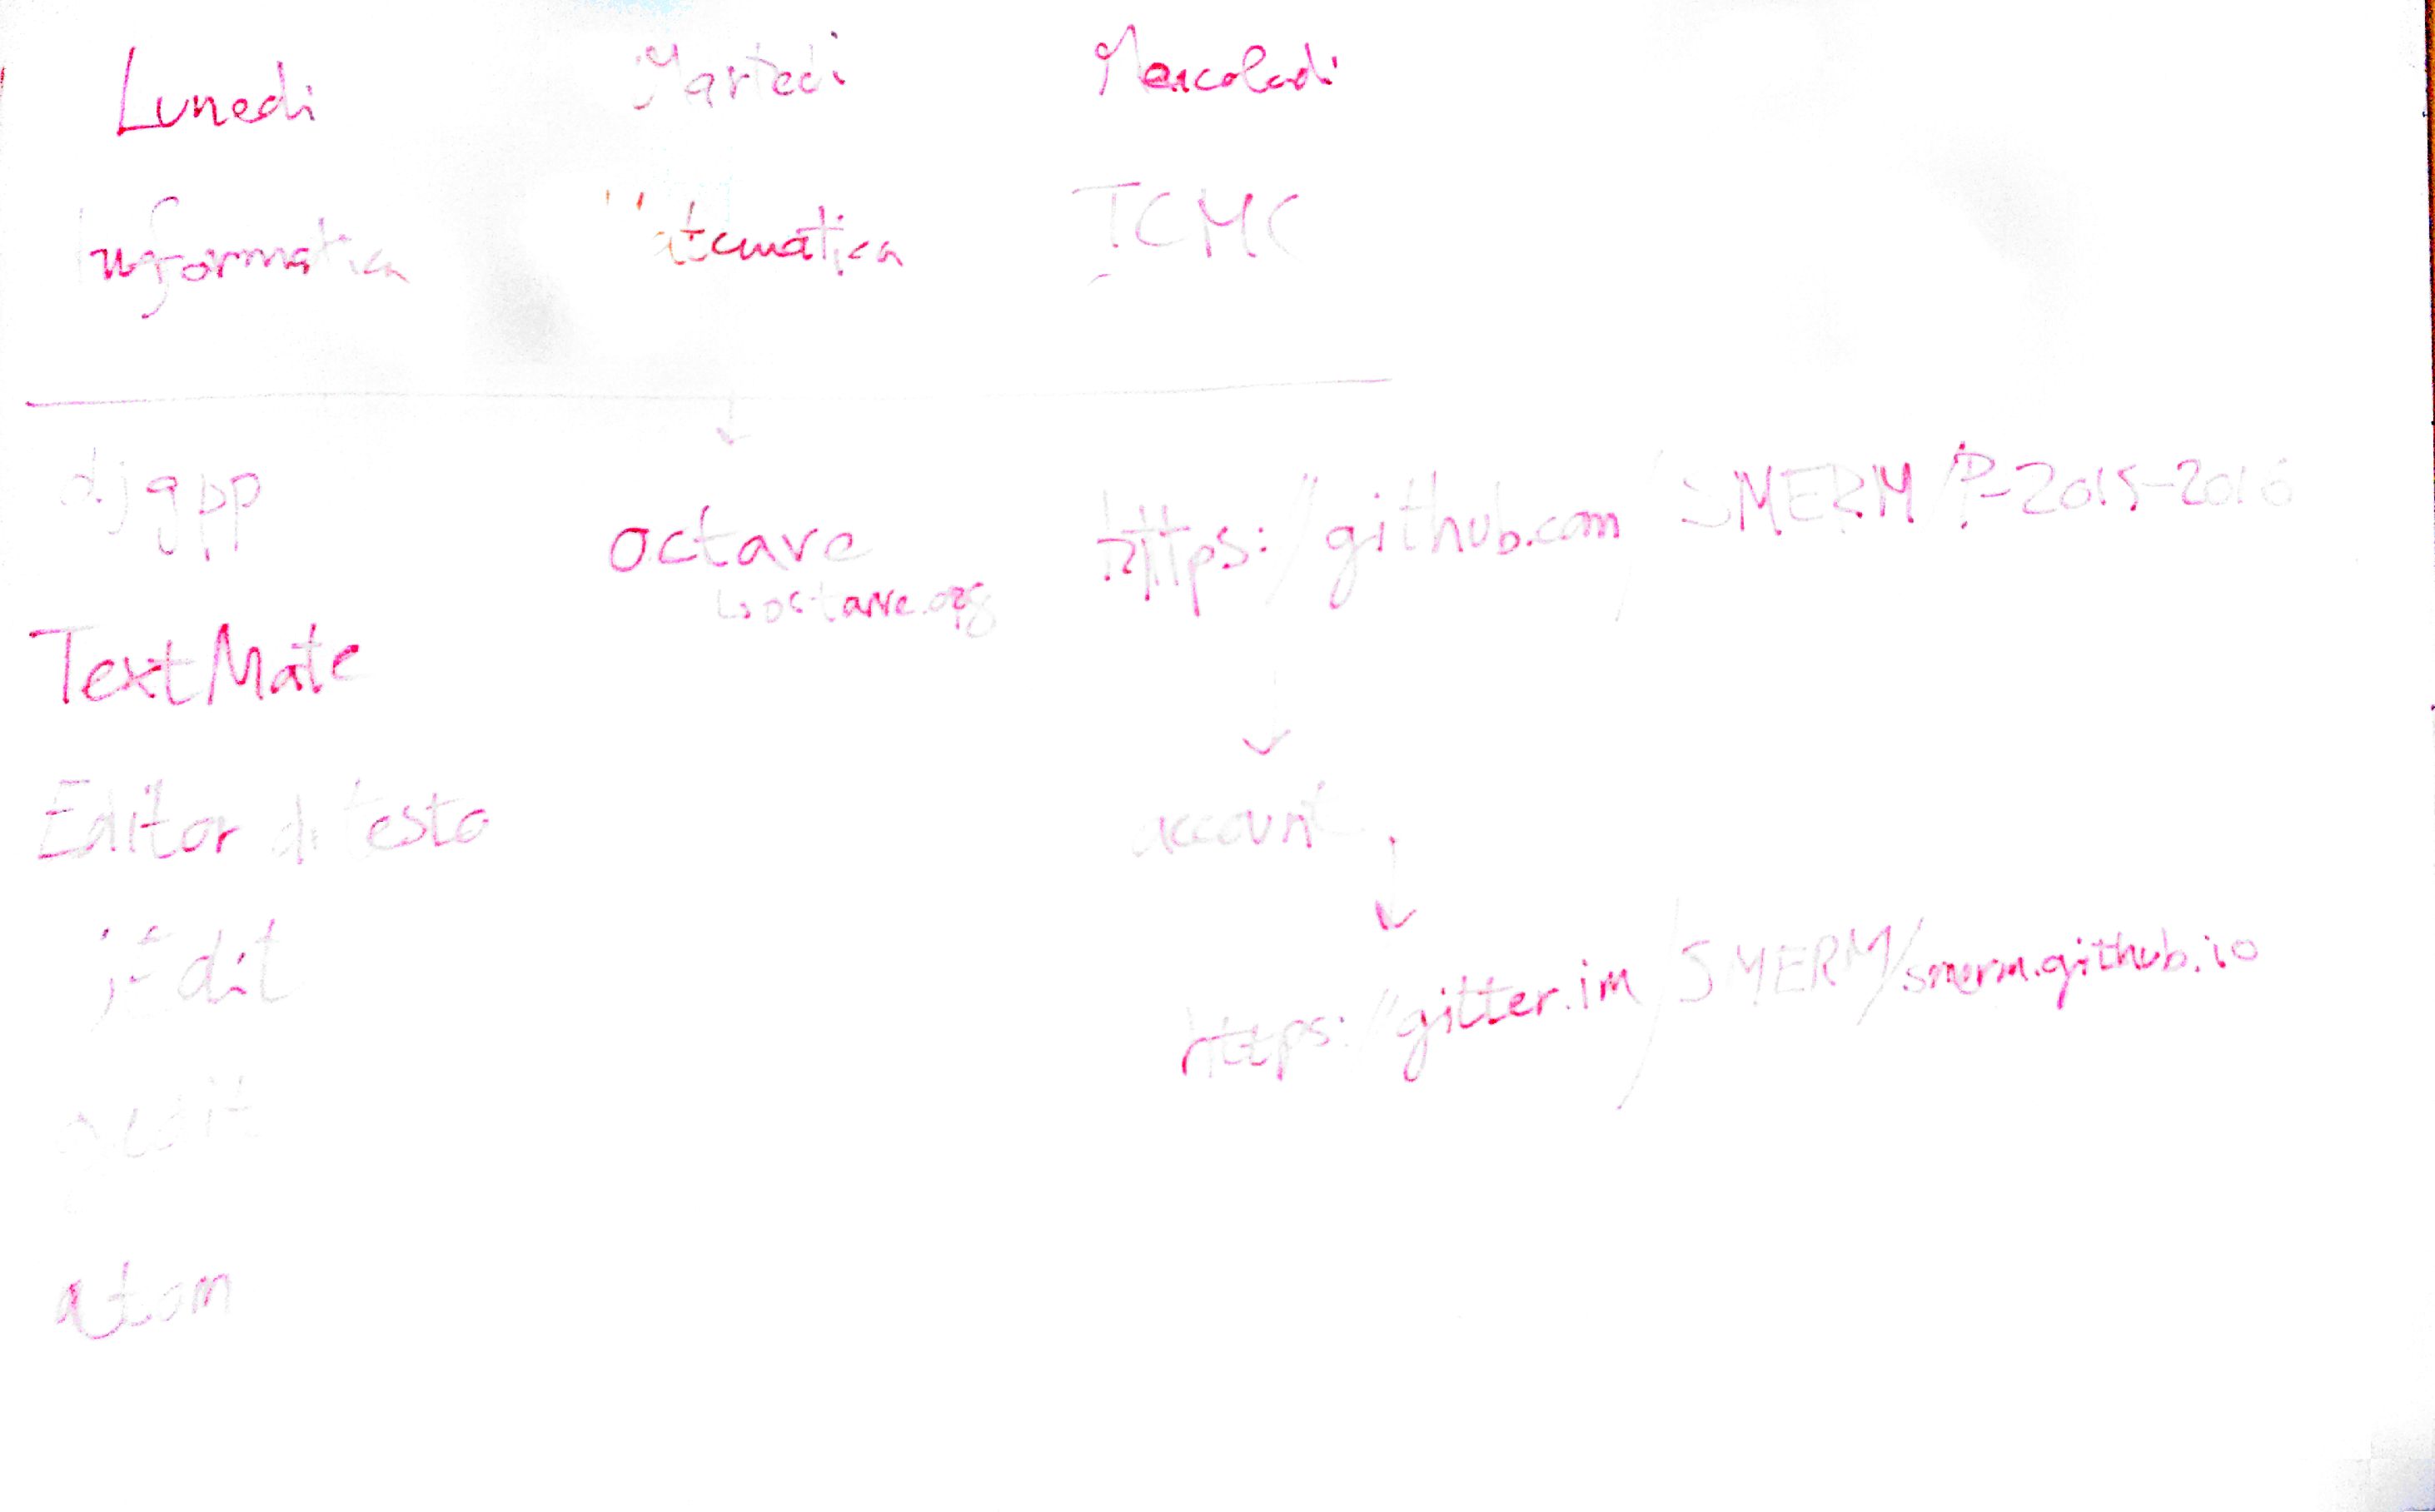 Lunedi Martedi Mercoledi
Informatica Matematica TCMC
djgpp
octave
https://github.com/SMERM/P-2015-2016
octave.org
TextMate
Editor di testo
account
jEdit
https://gitter.im/SMERM/smerm.github.io
gedit
atom